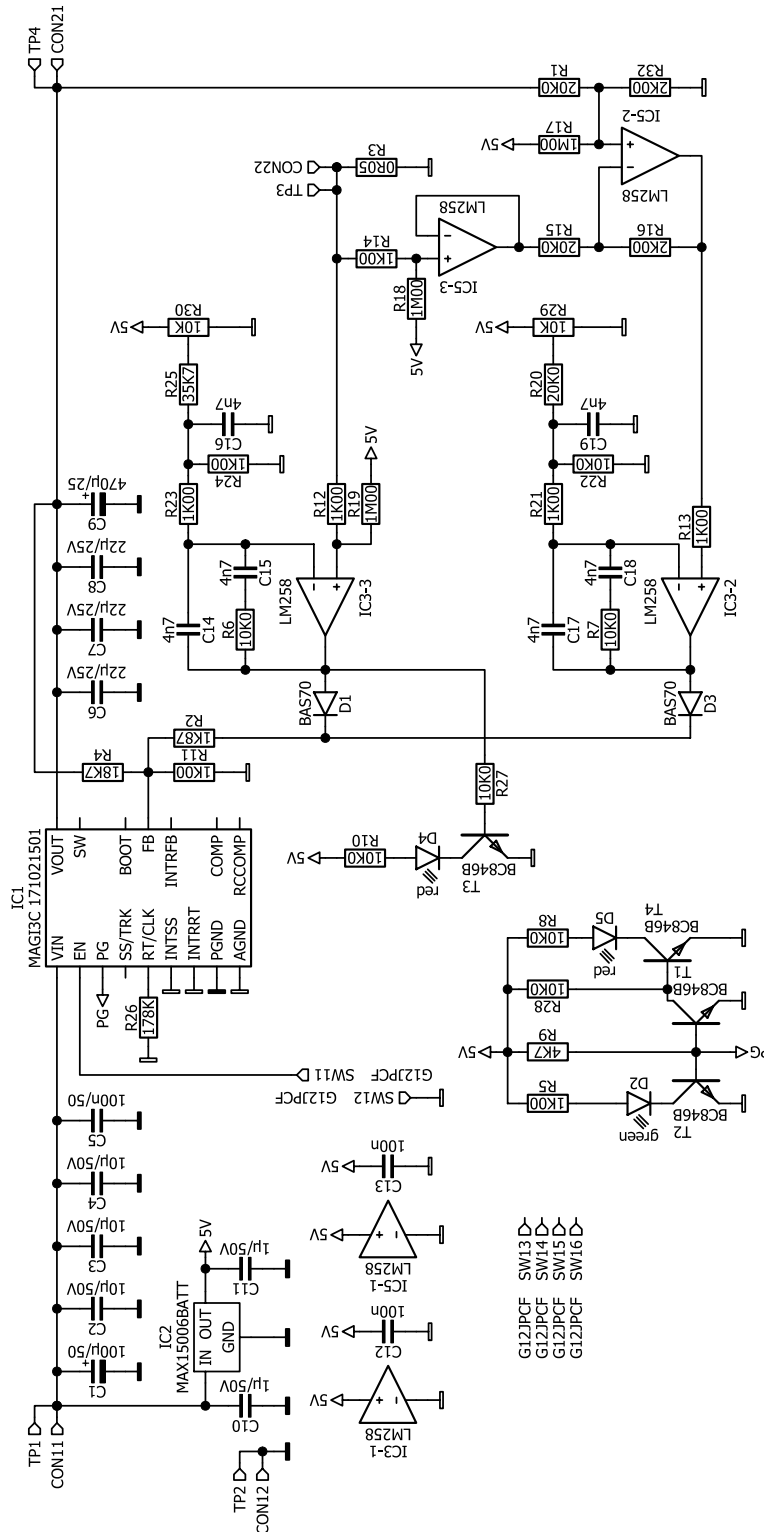 TP4
CON21
R1
20K0
R32
2K00
R17
1M00
5V
IC5-2
+
-
LM258
CON22
TP3
R3
0R05
R14
1K00
LM258
-
+
IC5-3
R18
1M00
5V
R15
20K0
R16
2K00
5V
R30
10K
R25
35K7
4n7
C16
R24
1K00
R23
1K00
5V
R29
10K
R20
20K0
4n7
C19
R22
10K0
R21
1K00
R12
1K00
R19
1M00
5V
R13
1K00
470µ/25
+
C9
22µ/25V
C8
22µ/25V
C7
22µ/25V
C6
4n7
C14
4n7
C15
R6
10K0
LM258
-
+
IC3-3
4n7
C17
4n7
C18
R7
10K0
LM258
-
+
IC3-2
BAS70
D1
BAS70
D3
R4
18K7
R2
1K87
R11
1K00
10K0
R27
IC1
MAGI3C 171021501
VIN
EN
PG
SS/TRK
RT/CLK
INTSS
INTRRT
PGND
AGND
VOUT
SW
BOOT
FB
INTRFB
COMP
RCCOMP
PG
R26
178K
5V
R10
10K0
D4
red
T3
BC846B
SW11
G12JPCF
SW12
G12JPCF
5V
R8
10K0
D5
red
T4
BC846B
R28
10K0
T1
BC846B
R9
4K7
PG
R5
1K00
D2
green
T2
BC846B
100n/50
C5
10µ/50V
C4
10µ/50V
C3
10µ/50V
C2
100µ/50
+
C1
5V
1µ/50V
C11
IC2
MAX15006BATT
IN
OUT
GND
1µ/50V
C10
5V
100n
C13
5V
+
-
LM258
IC5-1
5V
100n
C12
5V
+
-
LM258
IC3-1
TP1
CON11
TP2
CON12
G12JPCF SW13
G12JPCF SW14
G12JPCF SW15
G12JPCF SW16